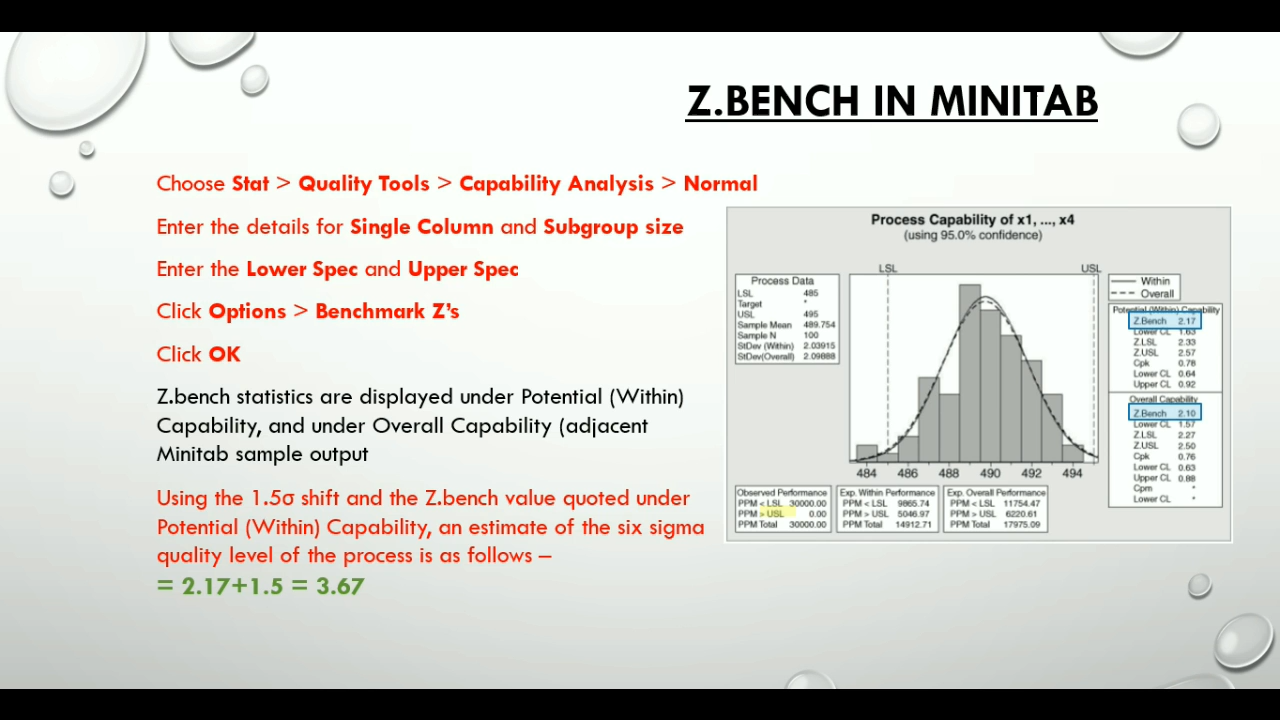 Z.BENCH IN MINITAB
Choose Stat > Quality Tools > Capability Analysis > Normal
Enter the details for Single Column and Subgroup size
Enter the Lower Spec and Upper Spec
Click Options > Benchmark Z's
Click OK
Z.bench statistics are displayed under Potential (Within)
Capability, and under Overall Capability (adjacent
Minitab sample output
Using the 1.5σ shift and the Z.bench value quoted under
Potential (Within) Capability, an estimate of the six sigma
quality level of the process is as follows –
= 2.17+1.5 = 3.67
Process Capability of x1, ..., x4
(using 95.0% confidence)
LSL
USL
Process Data
LSL 485
Target *
USL 495
Sample Mean 489.754
Sample N 100
StDev (Within) 2.03915
StDev(Overall) 2.09888
Within
Overall
Potential (Within) Capability
Z.Bench 2.17
Lower CL 1.63
Z.LSL 2.33
Z.USL 2.57
Cpk 0.78
Lower CL 0.64
Upper CL 0.92
Overall Capability
Z.Bench 2.10
Lower CL 1.57
Z.LSL 2.27
Z.USL 2.50
Cpk 0.76
Lower CL 0.63
Upper CL 0.88
Cpm *
Lower CL *
484 486 488 490 492 494
Observed Performance
PPM < LSL 30000.00
PPM > USL 0.00
PPM Total 30000.00
Exp. Within Performance
PPM < LSL 9865.74
PPM > USL 5046.97
PPM Total 14912.71
Exp. Overall Performance
PPM < LSL 11754.47
PPM > USL 6220.61
PPM Total 17975.09